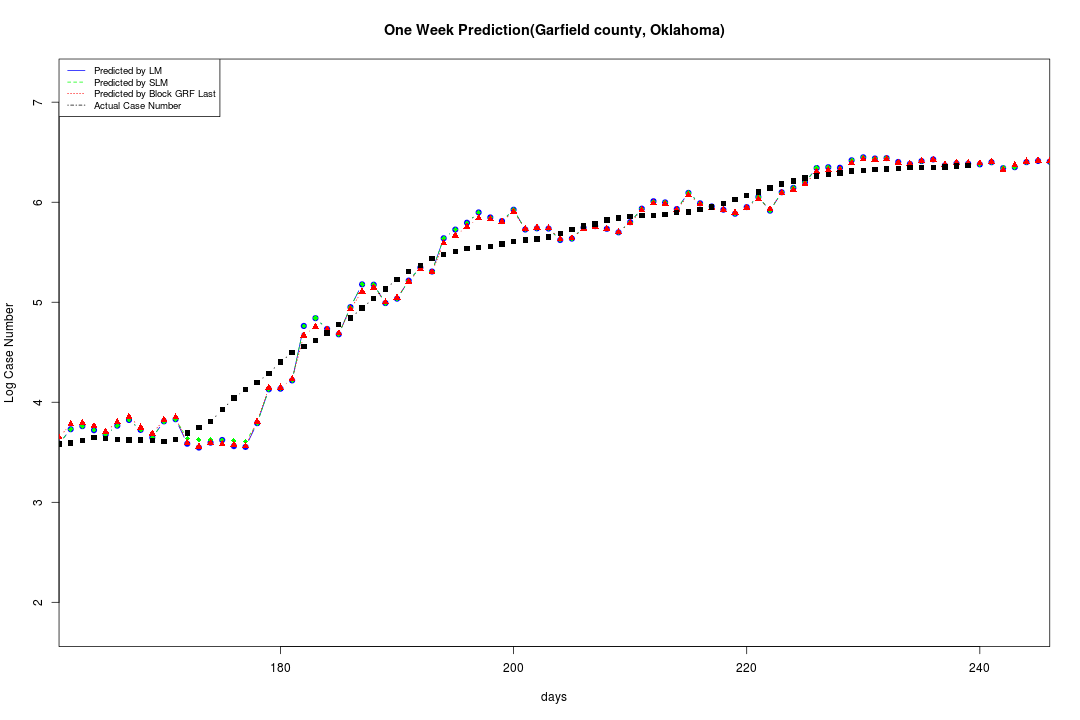 One Week Prediction(Garfield county, Oklahoma)
Predicted by LM
Predicted by SLM
Predicted by Block GRF Last
Actual Case Number
7
6
5
4
3
2
Log Case Number
180 200 220 240
days